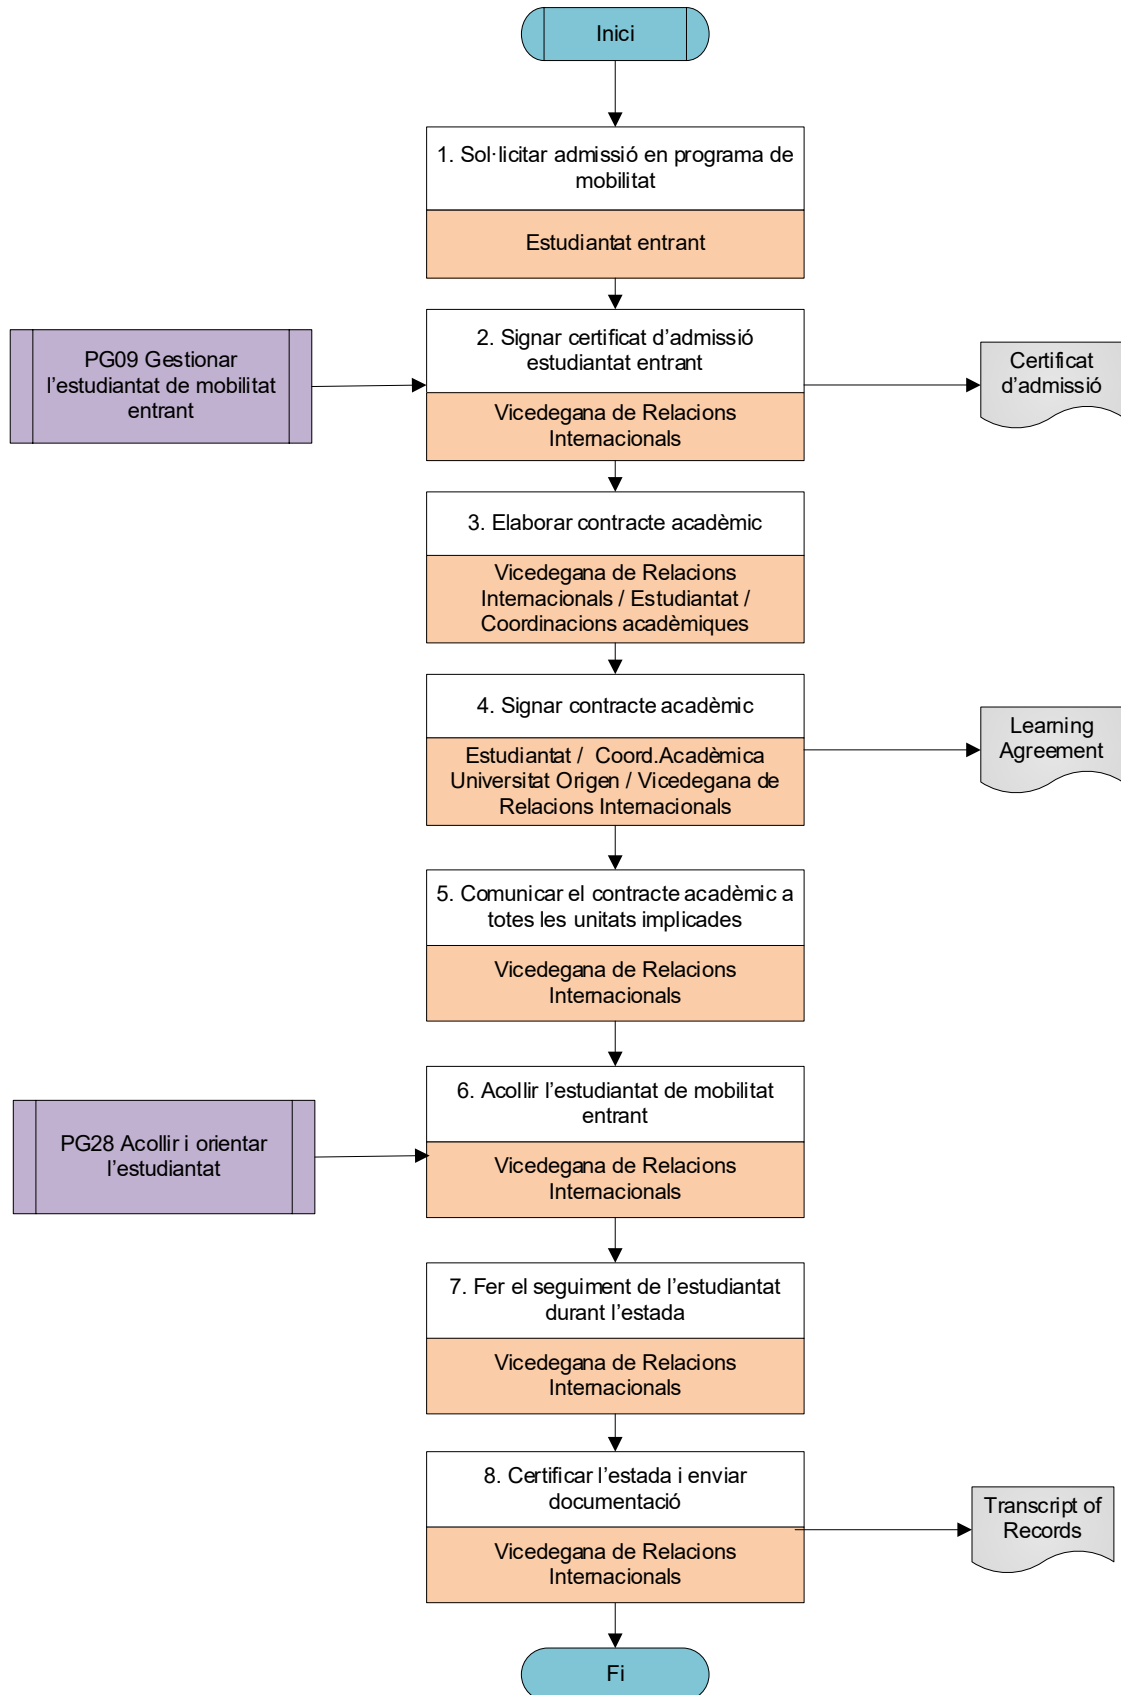 Inici
1. Sol·licitar admissió en programa de
mobilitat
Estudiantat entrant
PG09 Gestionar
l’estudiantat de mobilitat
entrant
2. Signar certificat d’admissió
estudiantat entrant
Vicedegana de Relacions
Internacionals
Certificat
d’admissió
3. Elaborar contracte acadèmic
Vicedegana de Relacions
Internacionals / Estudiantat /
Coordinacions acadèmiques
4. Signar contracte acadèmic
Estudiantat / Coord.Acadèmica
Universitat Origen / Vicedegana de
Relacions Internacionals
Learning
Agreement
5. Comunicar el contracte acadèmic a
totes les unitats implicades
Vicedegana de Relacions
Internacionals
PG28 Acollir i orientar
l’estudiantat
6. Acollir l’estudiantat de mobilitat
entrant
Vicedegana de Relacions
Internacionals
7. Fer el seguiment de l’estudiantat
durant l’estada
Vicedegana de Relacions
Internacionals
8. Certificar l’estada i enviar
documentació
Vicedegana de Relacions
Internacionals
Transcript of
Records
Fi